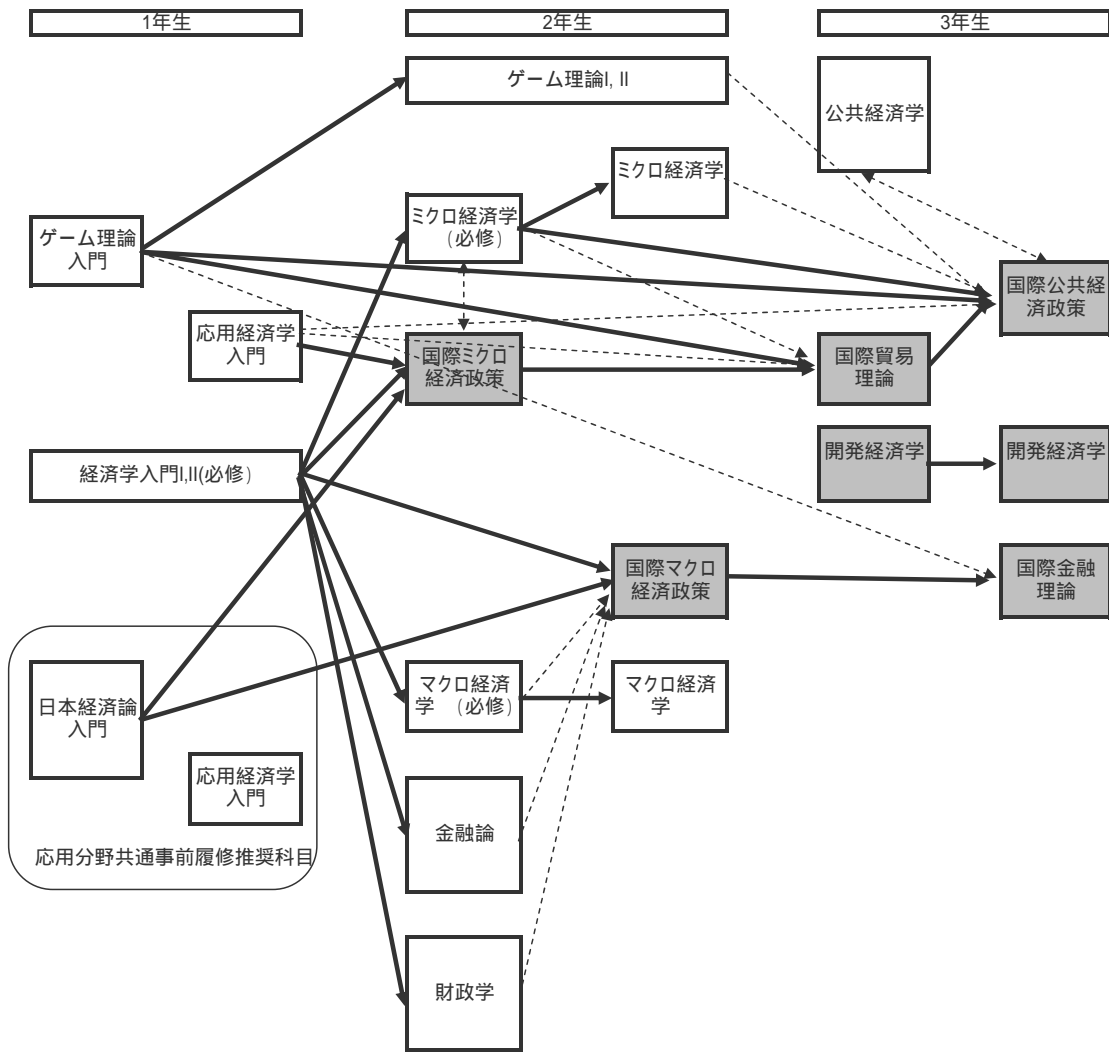 1年生
2年生
3年生
ゲーム理論I, II
公共経済学
ミクロ経済学
ミクロ経済学
(必修)
ゲーム理論
入門
国際公共経
済政策
応用経済学
入門
国際ミクロ
経済政策
国際貿易
理論
経済学入門I,II(必修)
開発経済学
開発経済学
国際マクロ
経済政策
国際金融
理論
日本経済論
入門
マクロ経済
学 (必修)
マクロ経済
学
応用経済学
入門
金融論
応用分野共通事前履修推奨科目
財政学